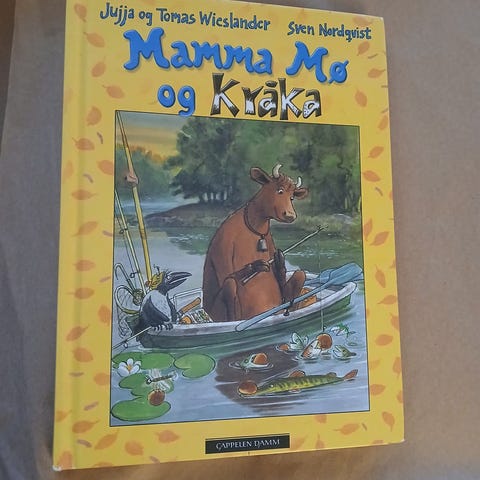 Jujja og Tomas Wieslander
Sven Nordqvist
Mamma Mø
og Kråka
CAPPELEN DAMM